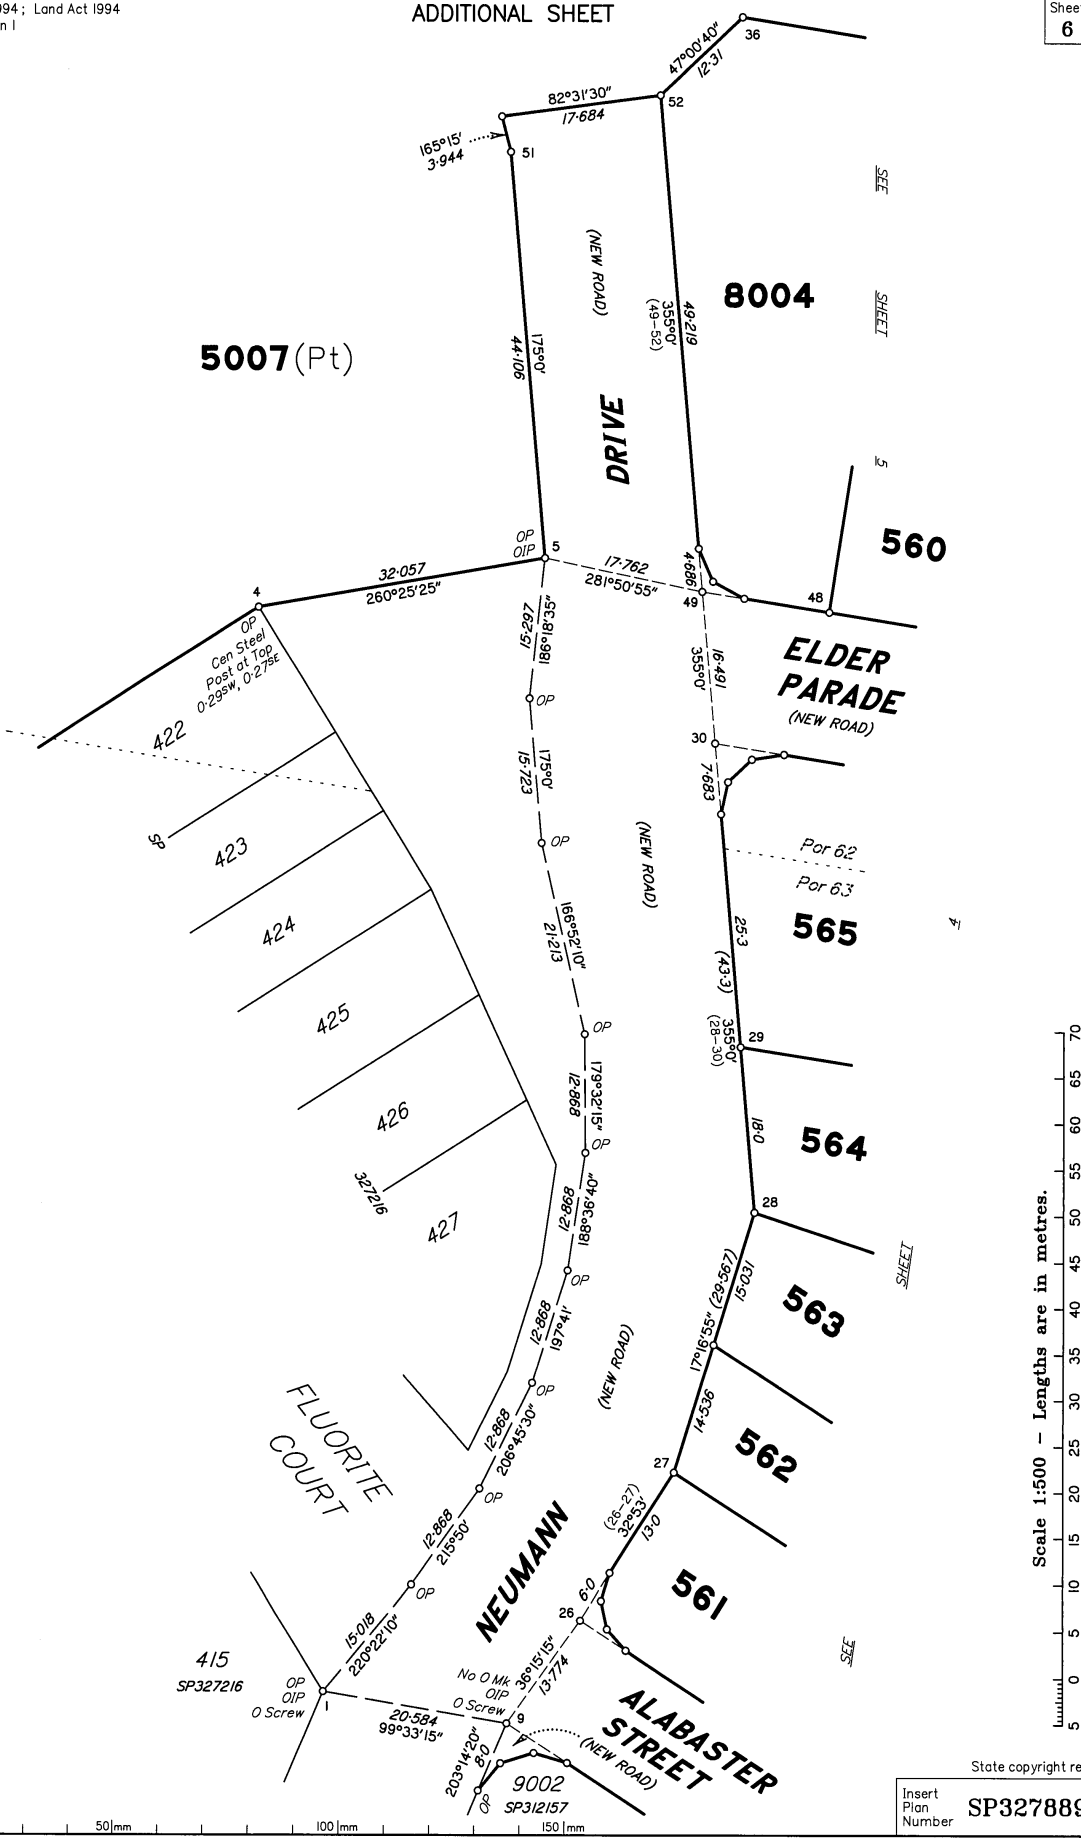 994; Land Act 1994
n 1
ADDITIONAL SHEET
Sheet
6
36
47°00'40"
12·31
82°31'30"
17·684
52
165°15'
3·944
51
SEE
(NEW ROAD)
8004
49·219
355°0'
(49-52)
SHEET
5007(Pt)
175°0'
44·106
DRIVE
5
560
OP
OIP
5
32·057
260°25'25"
17·762
281°50'55"
4·686
49
48
4
OP
Cen Steel
Post at Top
0·29SW, 0·27SE
15·297
186°18'35"
16·491
355°0'
ELDER
PARADE
(NEW ROAD)
422
OP
30
7·683
175°0'
15·723
SP
423
OP
(NEW ROAD)
Por 62
Por 63
424
166°52'10"
21·213
25·3
(43·3)
565
4
425
OP
355°0'
(28-30)
29
179°32'15"
12·868
426
18·0
564
OP
327216
427
12·868
188°36'40"
28
OP
(29·567)
17°16'55"
15·031
SHEET
563
12·868
197°41'
(NEW ROAD)
OP
14·536
FLUORITE
COURT
12·868
206°45'30"
562
27
OP
(26-27)
32°53'
13·0
12·868
215°50'
NEUMANN
OP
6·0
561
26
15·018
220°22'10"
36°15'15"
13·774
SEE
415
SP327216
OP
OIP
O Screw
1
No O Mk
OIP
O Screw
9
20·584
99°33'15"
ALABASTER
STREET
(NEW ROAD)
203°14'20"
8·0
OP
9002
SP312157
Scale 1:500 – Lengths are in metres.
70
65
60
55
50
45
40
35
30
25
20
15
10
5
0
5
State copyright re
Insert
Plan
Number
SP327889
50 mm
100 mm
150 mm